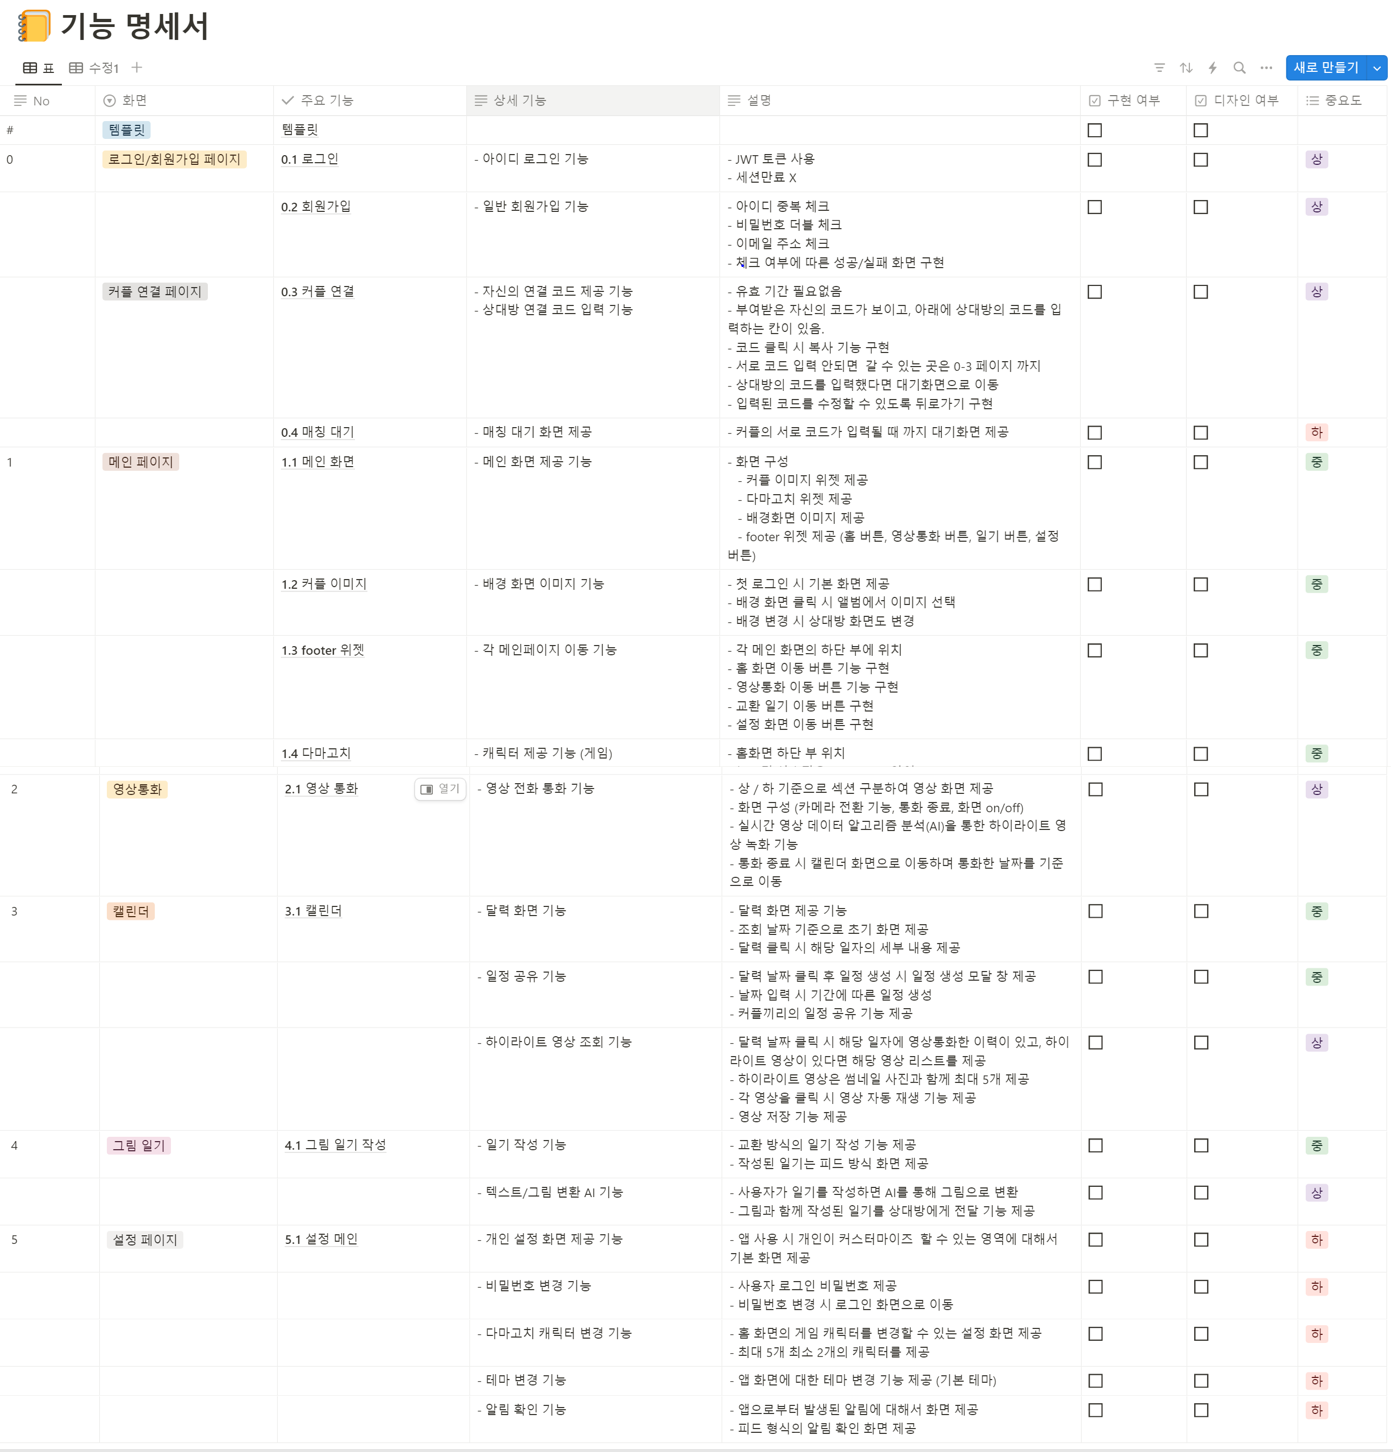 기능 명세서
표
수정1
새로 만들기
No
화면
주요 기능
상세 기능
설명
구현 여부
디자인 여부
중요도
#
템플릿
템플릿
0
로그인/회원가입 페이지
0.1 로그인
- 아이디 로그인 기능
- JWT 토큰 사용
- 세션만료 X
상
0.2 회원가입
- 일반 회원가입 기능
- 아이디 중복 체크
- 비밀번호 더블 체크
- 이메일 주소 체크
- 체크 여부에 따른 성공/실패 화면 구현
상
커플 연결 페이지
0.3 커플 연결
- 자신의 연결 코드 제공 기능
- 상대방 연결 코드 입력 기능
- 유효 기간 필요없음
- 부여받은 자신의 코드가 보이고, 아래에 상대방의 코드를 입
력하는 칸이 있음.
- 코드 클릭 시 복사 기능 구현
- 서로 코드 입력 안되면  갈 수 있는 곳은 0-3 페이지 까지
- 상대방의 코드를 입력했다면 대기화면으로 이동
- 입력된 코드를 수정할 수 있도록 뒤로가기 구현
상
0.4 매칭 대기
- 매칭 대기 화면 제공
- 커플의 서로 코드가 입력될 때 까지 대기화면 제공
하
1
메인 페이지
1.1 메인 화면
- 메인 화면 제공 기능
- 화면 구성
- 커플 이미지 위젯 제공
- 다마고치 위젯 제공
- 배경화면 이미지 제공
- footer 위젯 제공 (홈 버튼, 영상통화 버튼, 일기 버튼, 설정
버튼)
중
1.2 커플 이미지
- 배경 화면 이미지 기능
- 첫 로그인 시 기본 화면 제공
- 배경 화면 클릭 시 앨범에서 이미지 선택
- 배경 변경 시 상대방 화면도 변경
중
1.3 footer 위젯
- 각 메인페이지 이동 기능
- 각 메인 화면의 하단 부에 위치
- 홈 화면 이동 버튼 기능 구현
- 영상통화 이동 버튼 기능 구현
- 교환 일기 이동 버튼 구현
- 설정 화면 이동 버튼 구현
중
1.4 다마고치
- 캐릭터 제공 기능 (게임)
- 홈화면 하단 부 위치
중
2
영상통화
2.1 영상 통화
열기
- 영상 전화 통화 기능
- 상 / 하 기준으로 섹션 구분하여 영상 화면 제공
- 화면 구성 (카메라 전환 기능, 통화 종료, 화면 on/off)
- 실시간 영상 데이터 알고리즘 분석(AI)을 통한 하이라이트 영
상 녹화 기능
- 통화 종료 시 캘린더 화면으로 이동하며 통화한 날짜를 기준
으로 이동
상
3
캘린더
3.1 캘린더
- 달력 화면 기능
- 달력 화면 제공 기능
- 조회 날짜 기준으로 초기 화면 제공
- 달력 클릭 시 해당 일자의 세부 내용 제공
중
- 일정 공유 기능
- 달력 날짜 클릭 후 일정 생성 시 일정 생성 모달 창 제공
- 날짜 입력 시 기간에 따른 일정 생성
- 커플끼리의 일정 공유 기능 제공
중
- 하이라이트 영상 조회 기능
- 달력 날짜 클릭 시 해당 일자에 영상통화한 이력이 있고, 하이
라이트 영상이 있다면 해당 영상 리스트를 제공
- 하이라이트 영상은 썸네일 사진과 함께 최대 5개 제공
- 각 영상을 클릭 시 영상 자동 재생 기능 제공
- 영상 저장 기능 제공
상
4
그림 일기
4.1 그림 일기 작성
- 일기 작성 기능
- 교환 방식의 일기 작성 기능 제공
- 작성된 일기는 피드 방식 화면 제공
중
- 텍스트/그림 변환 AI 기능
- 사용자가 일기를 작성하면 AI를 통해 그림으로 변환
- 그림과 함께 작성된 일기를 상대방에게 전달 기능 제공
상
5
설정 페이지
5.1 설정 메인
- 개인 설정 화면 제공 기능
- 앱 사용 시 개인이 커스터마이즈  할 수 있는 영역에 대해서
기본 화면 제공
하
- 비밀번호 변경 기능
- 사용자 로그인 비밀번호 제공
- 비밀번호 변경 시 로그인 화면으로 이동
하
- 다마고치 캐릭터 변경 기능
- 홈 화면의 게임 캐릭터를 변경할 수 있는 설정 화면 제공
- 최대 5개 최소 2개의 캐릭터를 제공
하
- 테마 변경 기능
- 앱 화면에 대한 테마 변경 기능 제공 (기본 테마)
하
- 알림 확인 기능
- 앱으로부터 발생된 알림에 대해서 화면 제공
- 피드 형식의 알림 확인 화면 제공
하